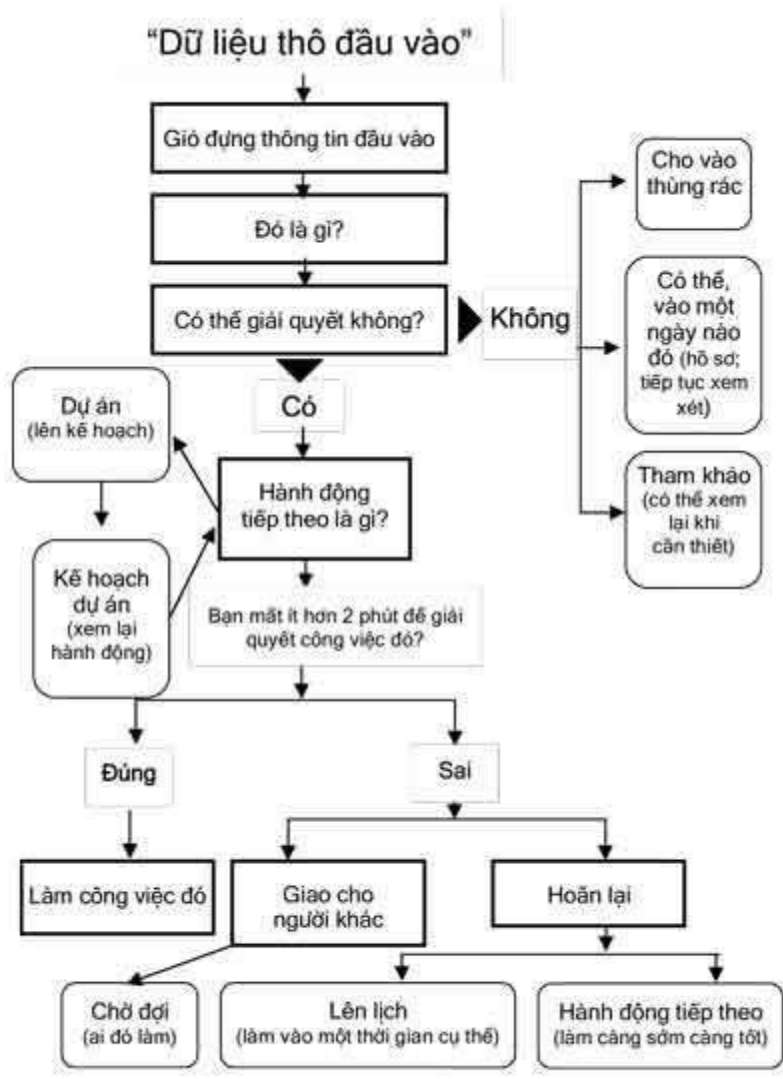 “Dữ liệu thô đầu vào”
Giỏ đựng thông tin đầu vào
Đó là gì?
Có thể giải quyết không?
Không
Cho vào
thùng rác
Có thể,
vào một
ngày nào
đó (hồ sơ;
tiếp tục xem
xét)
Tham khảo
(có thể xem
lại khi
cần thiết)
Có
Dự án
(lên kế hoạch)
Hành động
tiếp theo là gì?
Kế hoạch
dự án
(xem lại
hành động)
Bạn mất ít hơn 2 phút để giải
quyết công việc đó?
Đúng
Sai
Làm công việc đó
Giao cho
người khác
Hoãn lại
Chờ đợi
(ai đó làm)
Lên lịch
(làm vào một thời gian cụ thể)
Hành động tiếp theo
(làm càng sớm càng tốt)